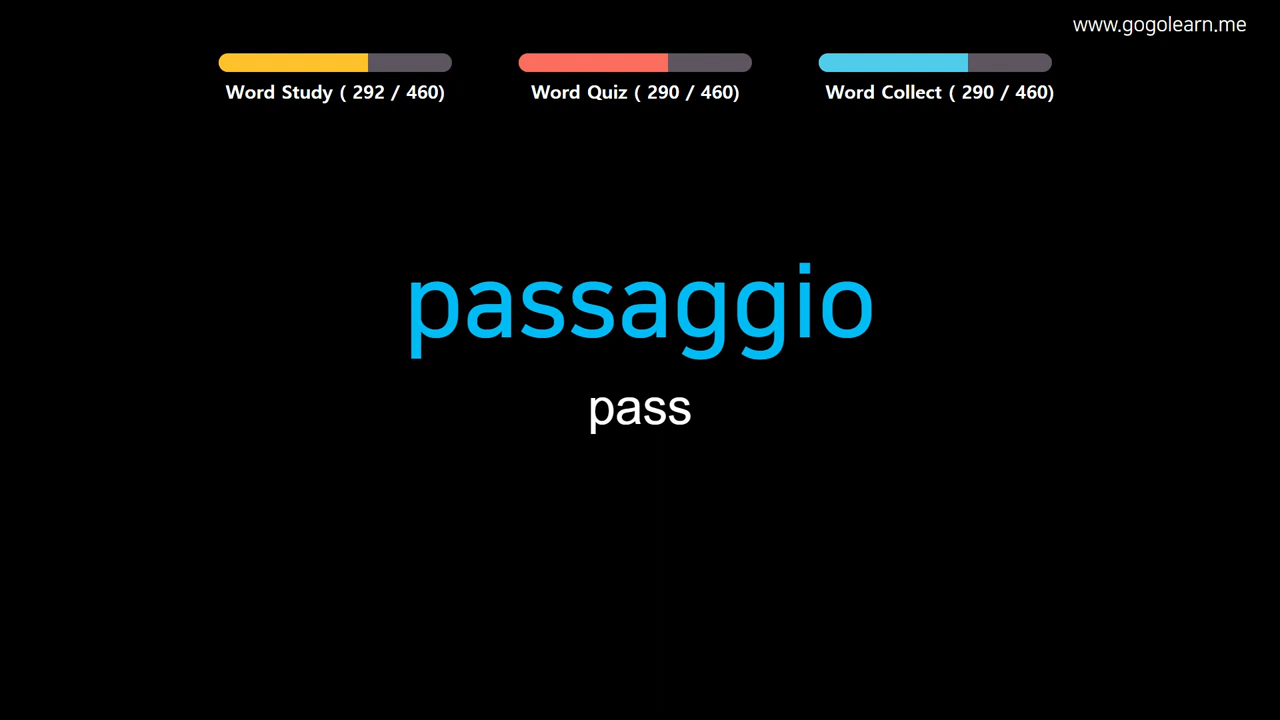 www.gogolearn.me
Word Study ( 292 / 460)
Word Quiz ( 290 / 460)
Word Collect ( 290 / 460)
passaggio
pass